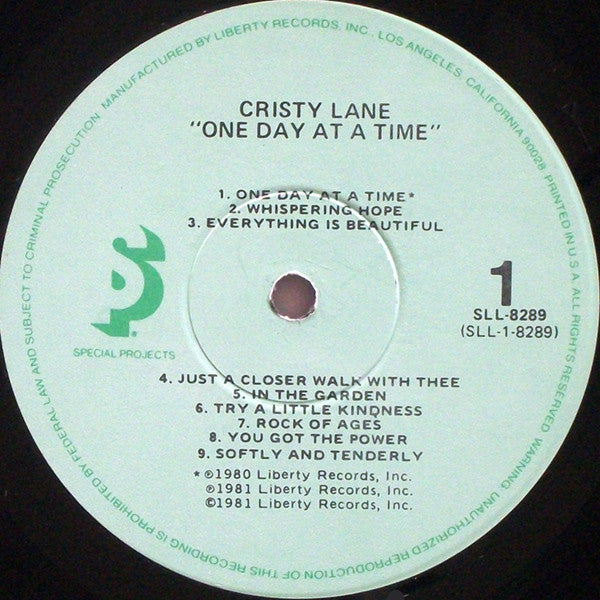 MANUFACTURED BY LIBERTY RECORDS, INC., LOS ANGELES, CALIFORNIA 90028 PRINTED IN U.S.A. ALL RIGHTS RESERVED. WARNING: UNAUTHORIZED REPRODUCTION OF THIS RECORDING IS PROHIBITED BY FEDERAL LAW AND SUBJECT TO CRIMINAL PROSECUTION.
CRISTY LANE
"ONE DAY AT A TIME"
1. ONE DAY AT A TIME*
2. WHISPERING HOPE
3. EVERYTHING IS BEAUTIFUL
SPECIAL PROJECTS
1
SLL-8289
(SLL-1-8289)
4. JUST A CLOSER WALK WITH THEE
5. IN THE GARDEN
6. TRY A LITTLE KINDNESS
7. ROCK OF AGES
8. YOU GOT THE POWER
9. SOFTLY AND TENDERLY
* ℗1980 Liberty Records, Inc.
℗1981 Liberty Records, Inc.
©1981 Liberty Records, Inc.